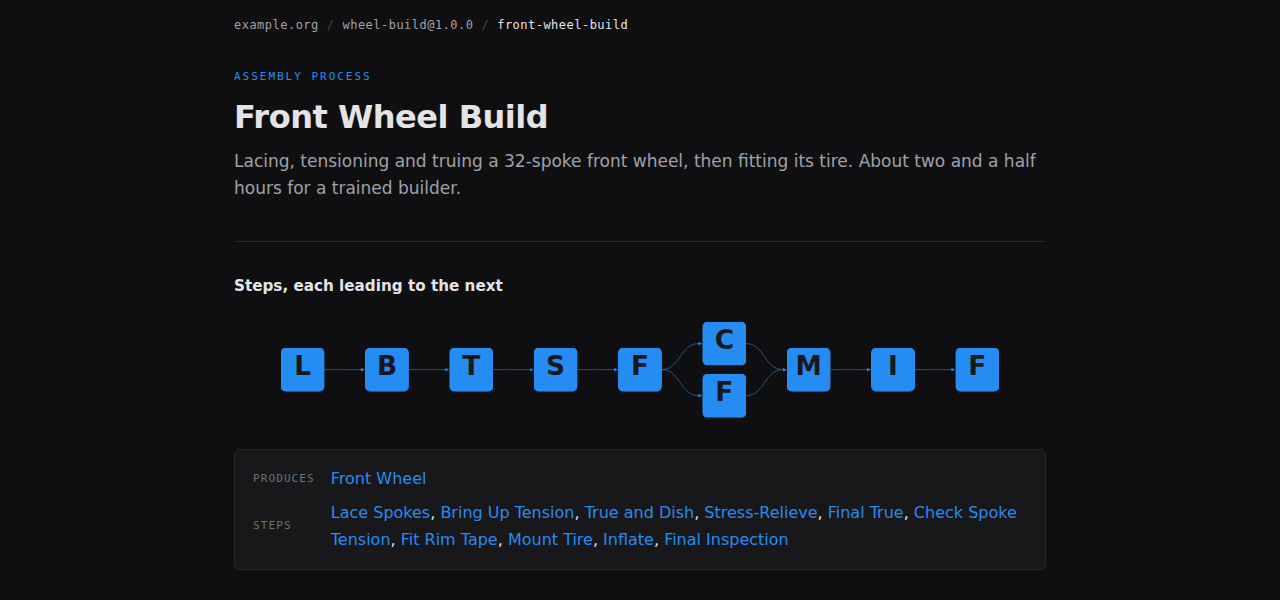 example.org / wheel-build@1.0.0 / front-wheel-build
ASSEMBLY PROCESS
Front Wheel Build
Lacing, tensioning and truing a 32-spoke front wheel, then fitting its tire. About two and a half
hours for a trained builder.
Steps, each leading to the next
L B T S F C F M I F
PRODUCES Front Wheel
STEPS Lace Spokes, Bring Up Tension, True and Dish, Stress-Relieve, Final True, Check Spoke
Tension, Fit Rim Tape, Mount Tire, Inflate, Final Inspection